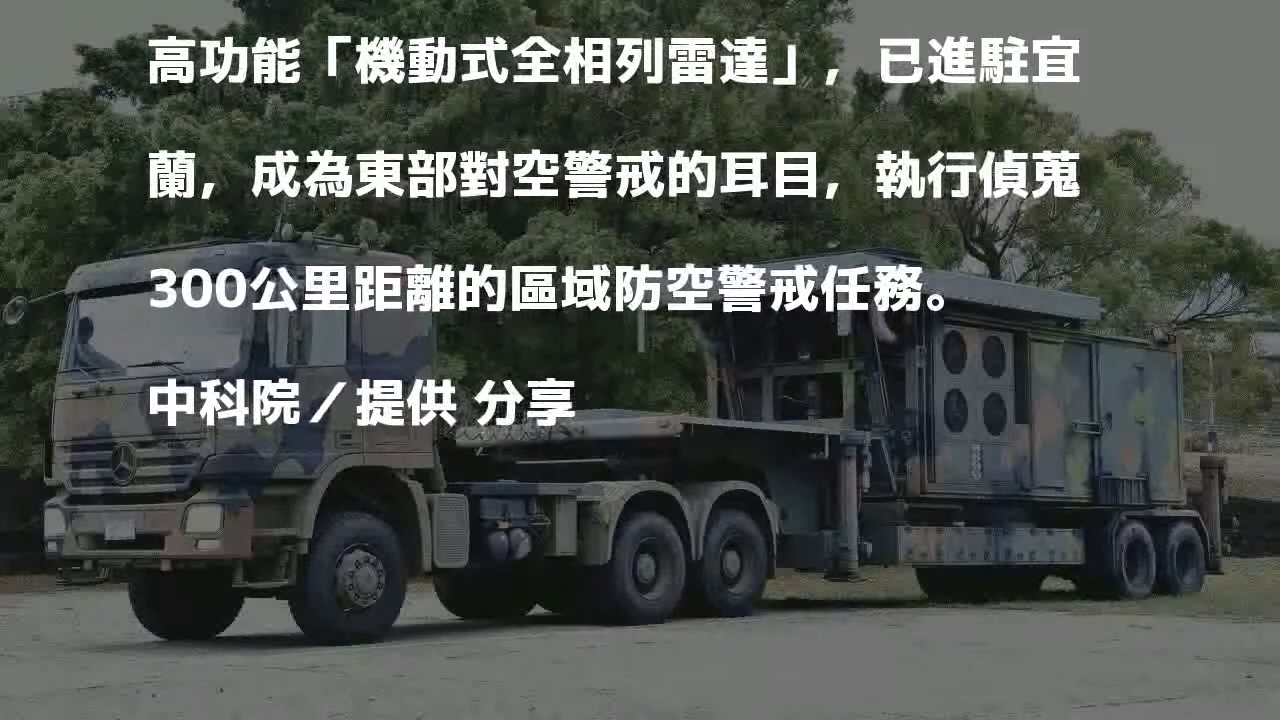 高功能「機動式全相列雷達」，已進駐宜
蘭，成為東部對空警戒的耳目，執行偵蒐
300公里距離的區域防空警戒任務。
中科院／提供 分享